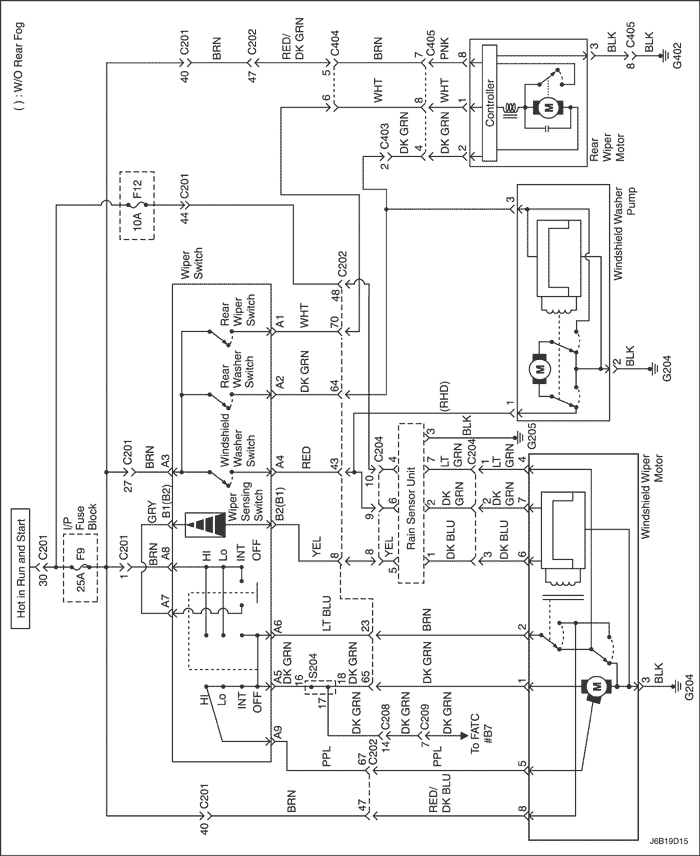 ( ) : W/O Rear Fog
Hot in Run and Start
30
C201
I/P
Fuse
Block
F9
25A
F12
10A
C201
44
C201
40
BRN
C202
47
RED/
DK GRN
C404
5
BRN
7
C405
PNK
8
6
WHT
8
WHT
1
C403
2
DK GRN
4
DK GRN
2
Controller
M
3
BLK
C405
8
BLK
G402
Rear
Wiper
Motor
C201
1
BRN
A8
C201
27
BRN
A3
GRY
B1(B2)
A7
Wiper
Switch
Rear
Wiper
Switch
Rear
Washer
Switch
Windshield
Washer
Switch
Wiper
Sensing
Switch
HI
Lo
INT
OFF
HI
Lo
INT
OFF
A1
WHT
70
A2
DK GRN
64
A4
RED
43
B2(B1)
YEL
8
A6
LT BLU
23
BRN
2
A5
DK GRN
16
S204
17
18
DK GRN
65
DK GRN
1
A9
PPL
67
C202
PPL
5
48
C202
DK GRN
C208
14
DK GRN
C209
7
DK GRN
To FATC
#B7
C201
40
BRN
47
RED/
DK BLU
8
C204
10
4
9
6
8
YEL
5
Rain Sensor Unit
3
BLK
G205
7
LT
GRN
C204
1
LT
GRN
4
2
DK
GRN
2
DK
GRN
7
1
DK BLU
3
DK BLU
6
(RHD)
1
3
M
2
BLK
G204
Windshield Washer
Pump
Windshield Wiper
Motor
M
3
BLK
G204
J6B19D15